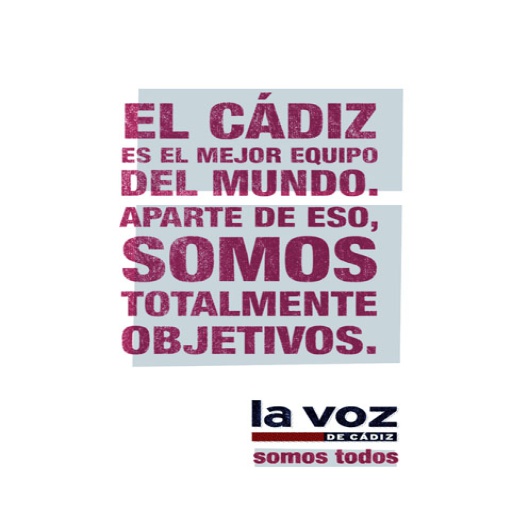 EL CÁDIZ
ES EL MEJOR EQUIPO
DEL MUNDO.
APARTE DE ESO,
SOMOS
TOTALMENTE
OBJETIVOS.
la voz
DE CÁDIZ
somos todos